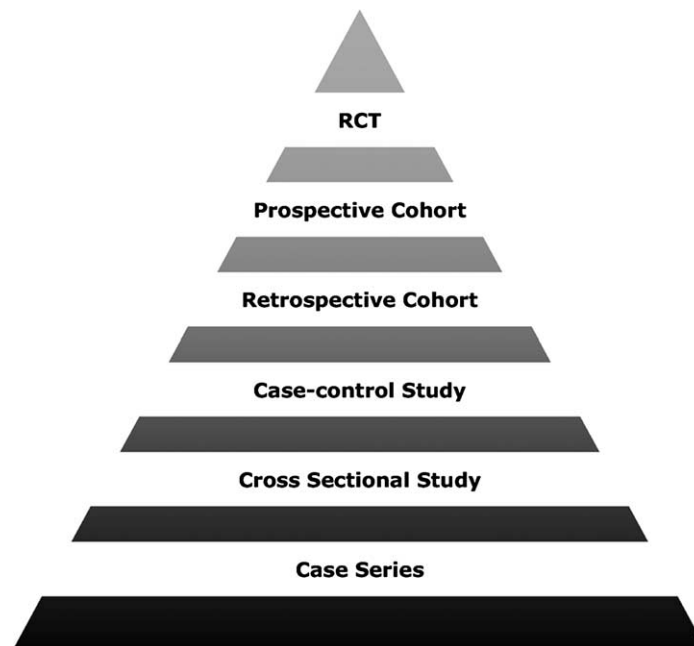 RCT
Prospective Cohort
Retrospective Cohort
Case-control Study
Cross Sectional Study
Case Series